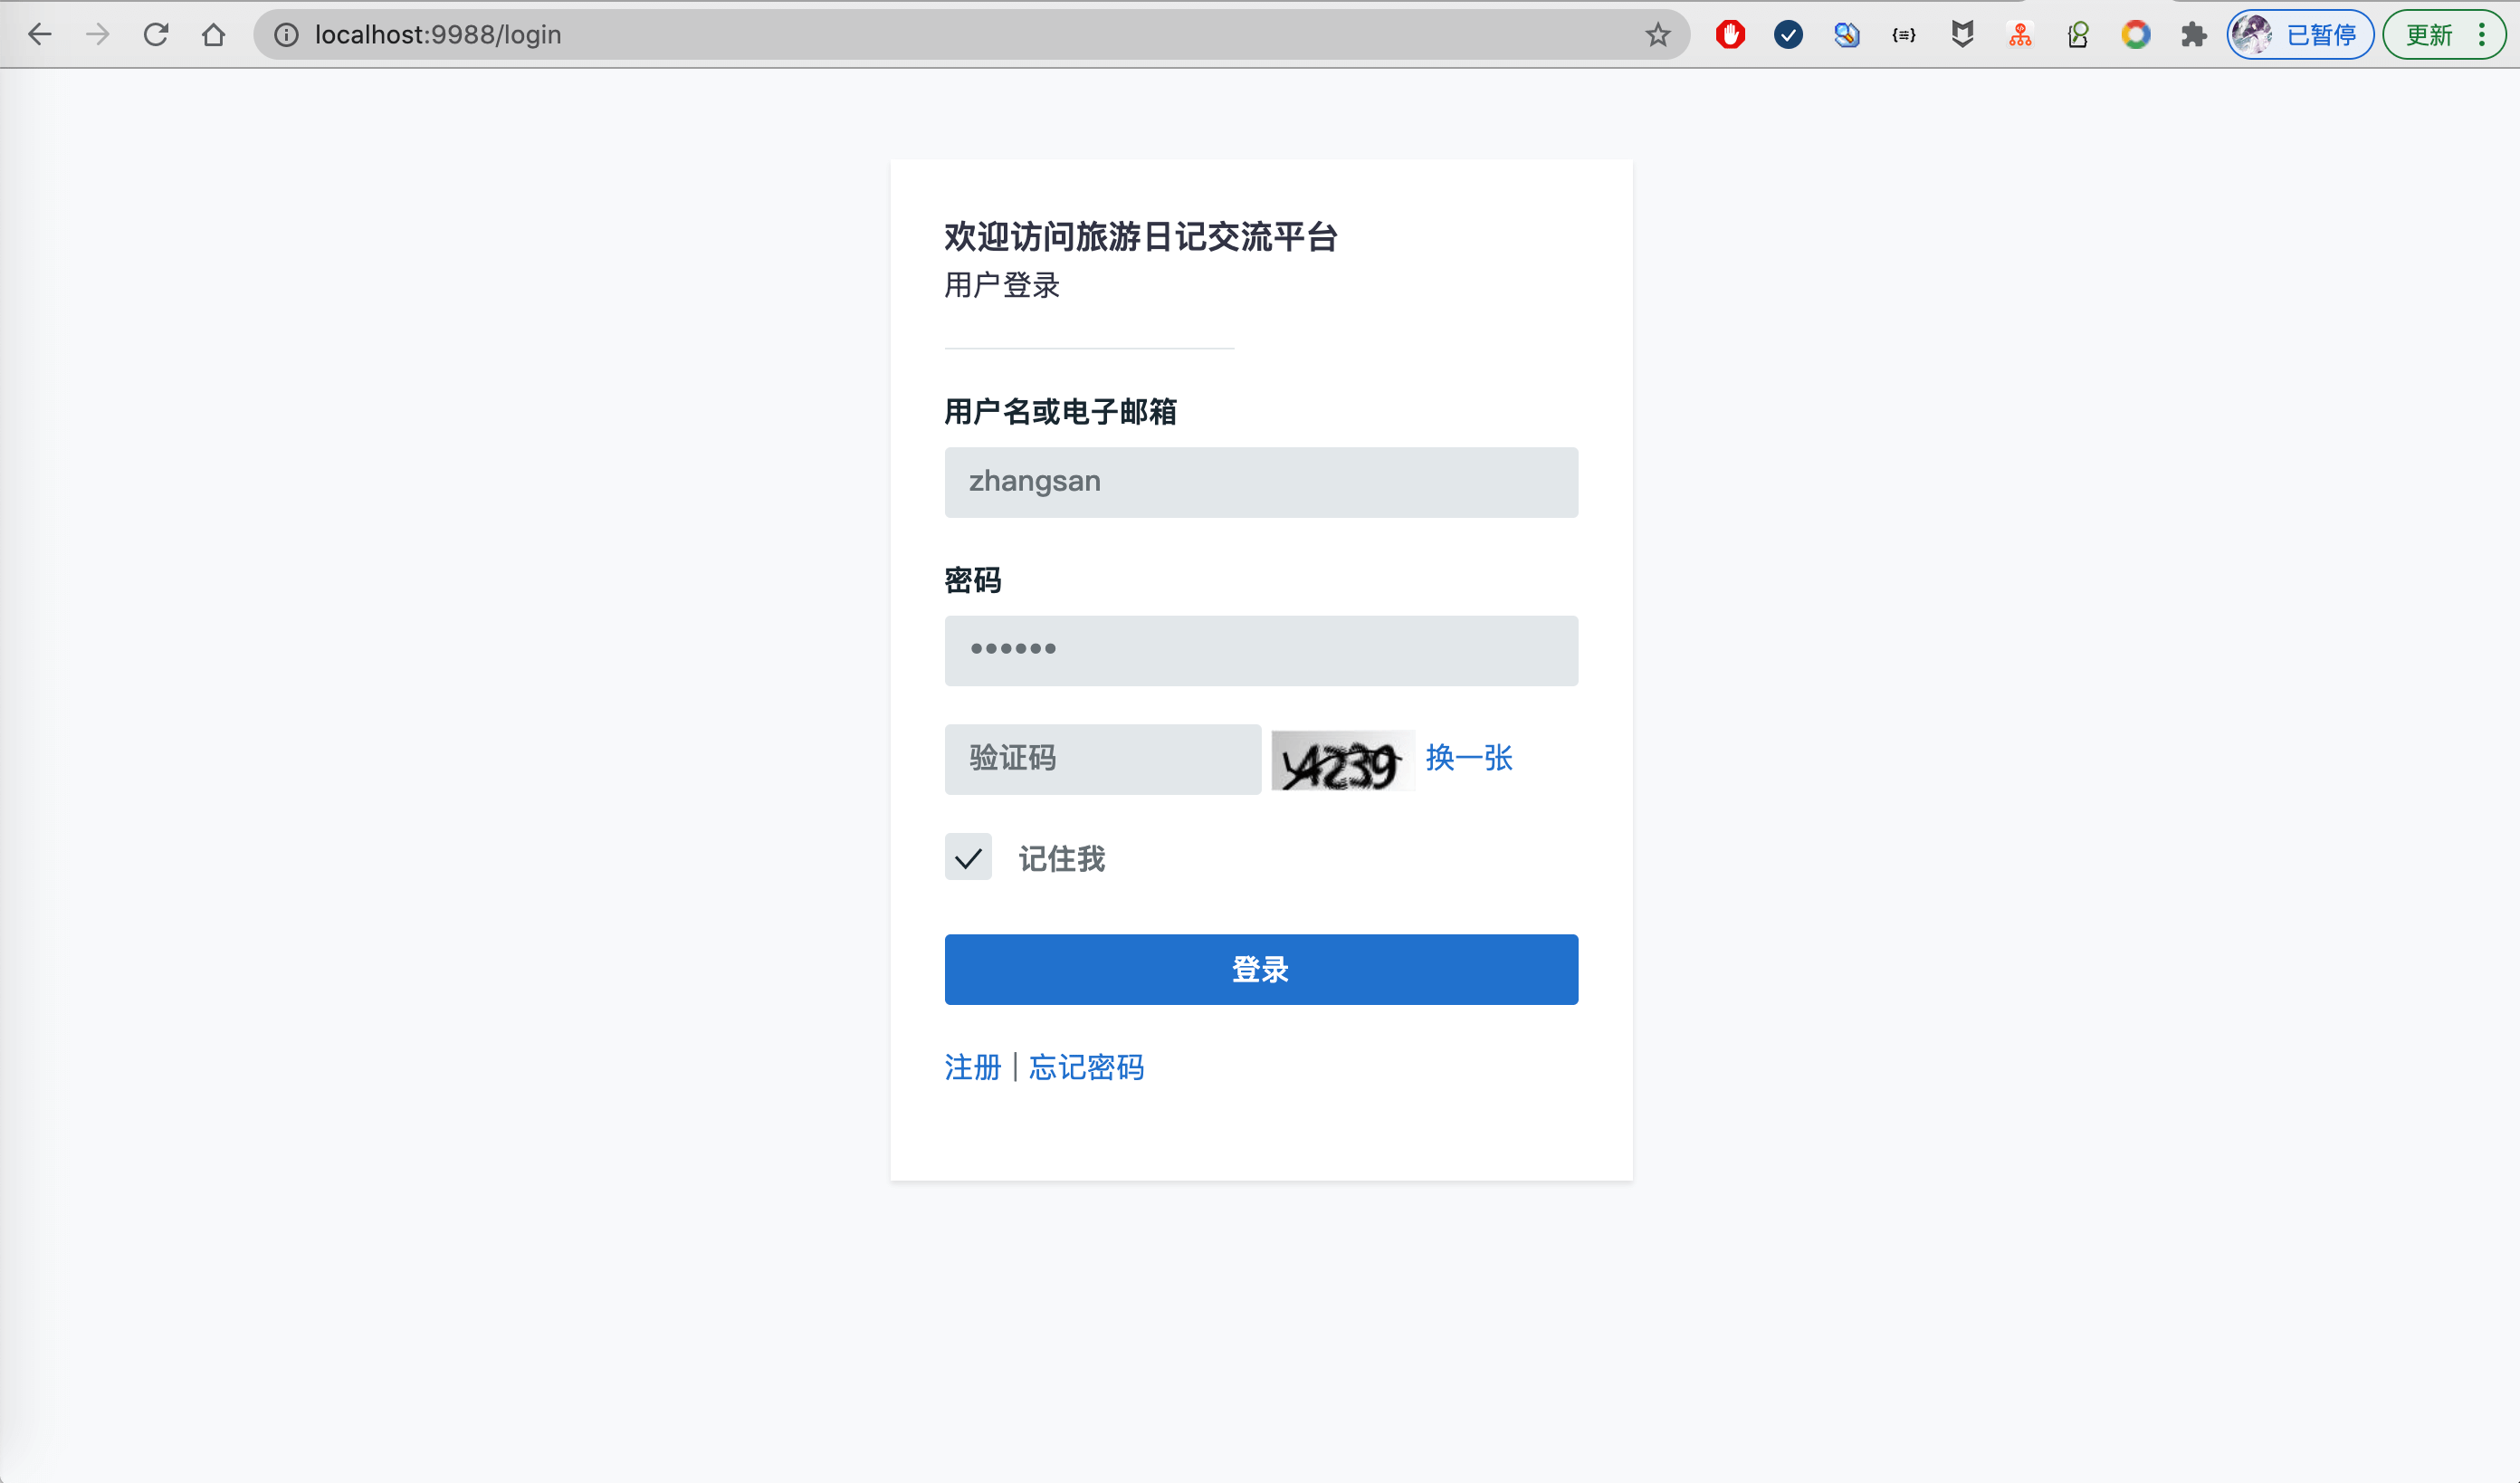 localhost:9988/login
已暂停
更新
欢迎访问旅游日记交流平台
用户登录
用户名或电子邮箱
zhangsan
密码
••••••
验证码
换一张
记住我
登录
注册 | 忘记密码